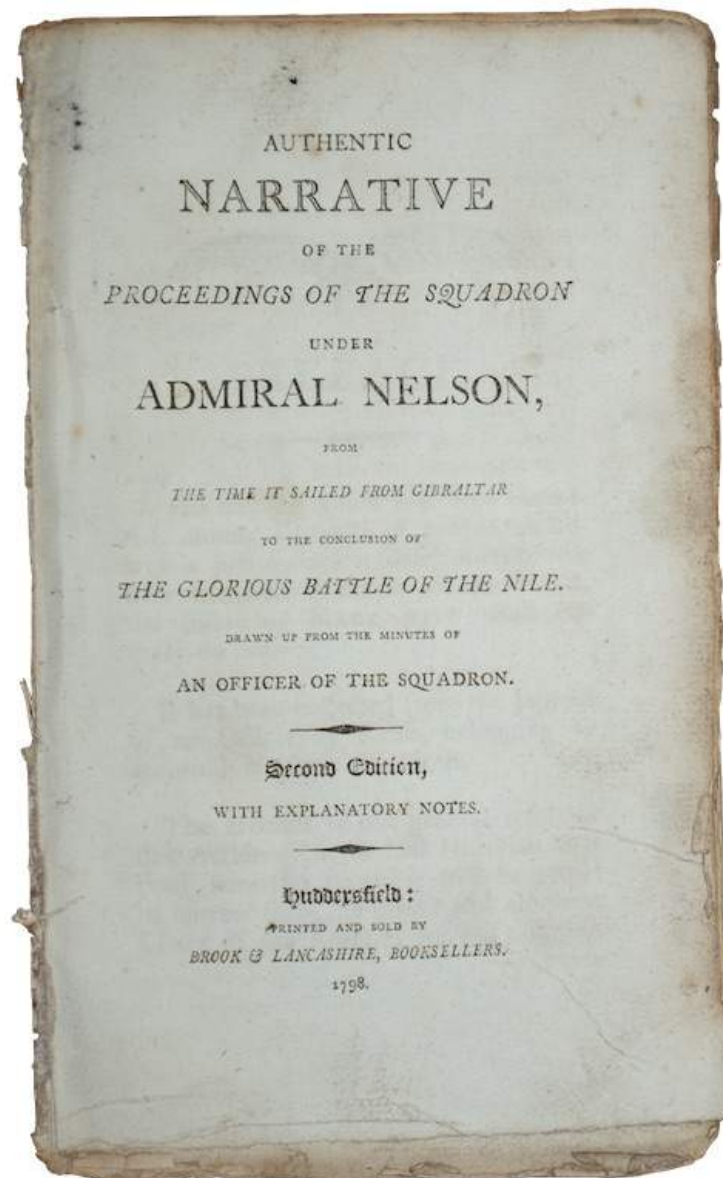 AUTHENTIC
NARRATIVE
OF THE
PROCEEDINGS OF THE SQUADRON
UNDER
ADMIRAL NELSON,
FROM
THE TIME IT SAILED FROM GIBRALTAR
TO THE CONCLUSION OF
THE GLORIOUS BATTLE OF THE NILE.
DRAWN UP FROM THE MINUTES OF
AN OFFICER OF THE SQUADRON.
Second Edition,
WITH EXPLANATORY NOTES.
Huddersfield:
PRINTED AND SOLD BY
BROOK & LANCASHIRE, BOOKSELLERS.
1798.